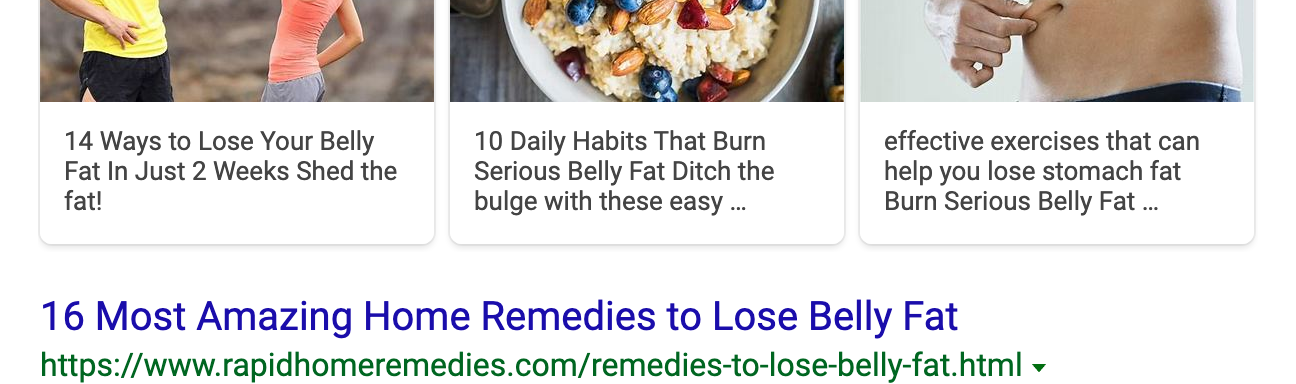 14 Ways to Lose Your Belly
Fat In Just 2 Weeks Shed the
fat!
10 Daily Habits That Burn
Serious Belly Fat Ditch the
bulge with these easy ...
effective exercises that can
help you lose stomach fat
Burn Serious Belly Fat ...
16 Most Amazing Home Remedies to Lose Belly Fat
https://www.rapidhomeremedies.com/remedies-to-lose-belly-fat.html